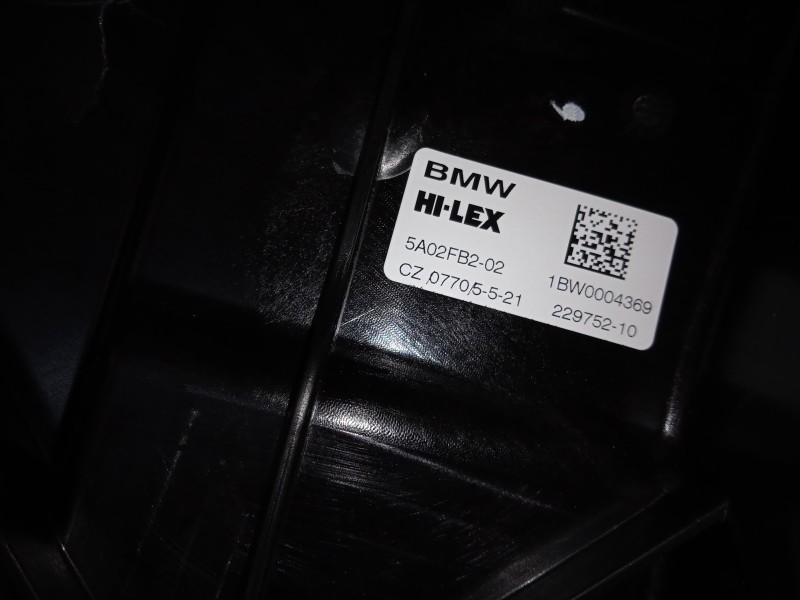 BMW
HI-LEX
5A02FB2-02
CZ /0770/5-5-21
1BW0004369
229752-10